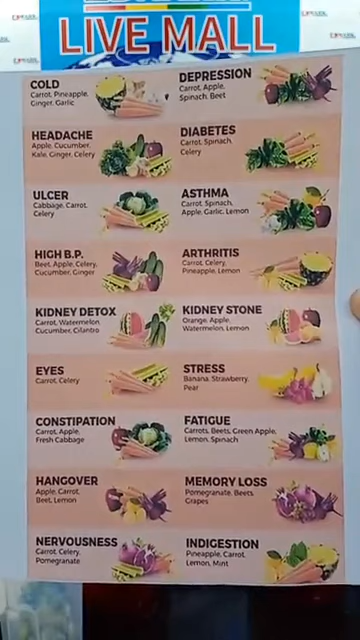 LIVE MALL
COLD
Carrot, Pineapple,
Ginger, Garlic
DEPRESSION
Carrot, Apple,
Spinach, Beet
HEADACHE
Apple, Cucumber,
Kale, Ginger, Celery
DIABETES
Carrot, Spinach,
Celery
ULCER
Cabbage, Carrot,
Celery
ASTHMA
Carrot, Spinach,
Apple, Garlic, Lemon
HIGH B.P.
Beet, Apple, Celery,
Cucumber, Ginger
ARTHRITIS
Carrot, Celery,
Pineapple, Lemon
KIDNEY DETOX
Carrot, Watermelon,
Cucumber, Cilantro
KIDNEY STONE
Orange, Apple,
Watermelon, Lemon
EYES
Carrot, Celery
STRESS
Banana, Strawberry,
Pear
CONSTIPATION
Carrot, Apple,
Fresh Cabbage
FATIGUE
Carrots, Beets, Green Apple,
Lemon, Spinach
HANGOVER
Apple, Carrot,
Beet, Lemon
MEMORY LOSS
Pomegranate, Beets,
Grapes
NERVOUSNESS
Carrot, Celery,
Pomegranate
INDIGESTION
Pineapple, Carrot,
Lemon, Mint